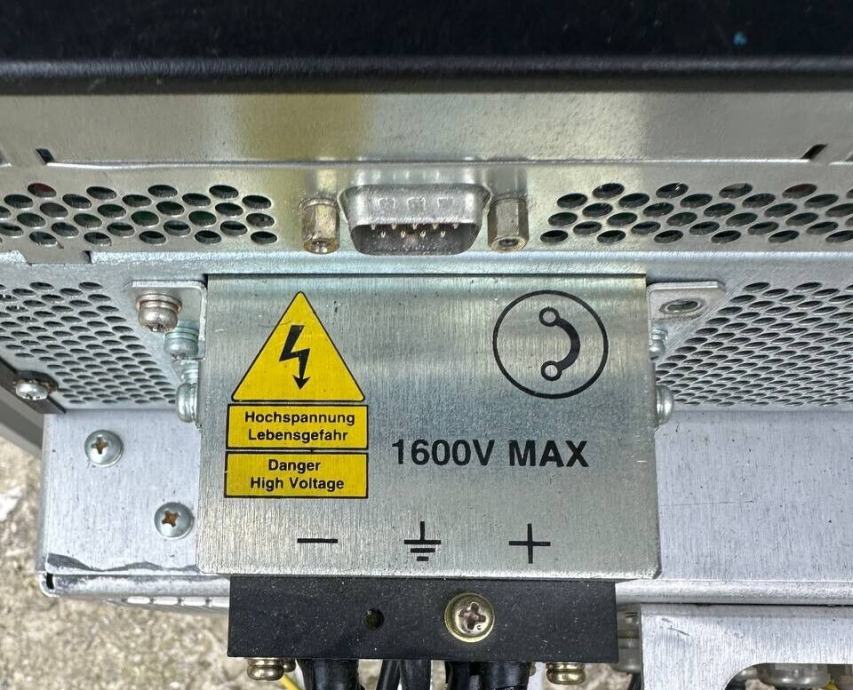 Hochspannung
Lebensgefahr
Danger
High Voltage
1600V MAX
− ⏚ +